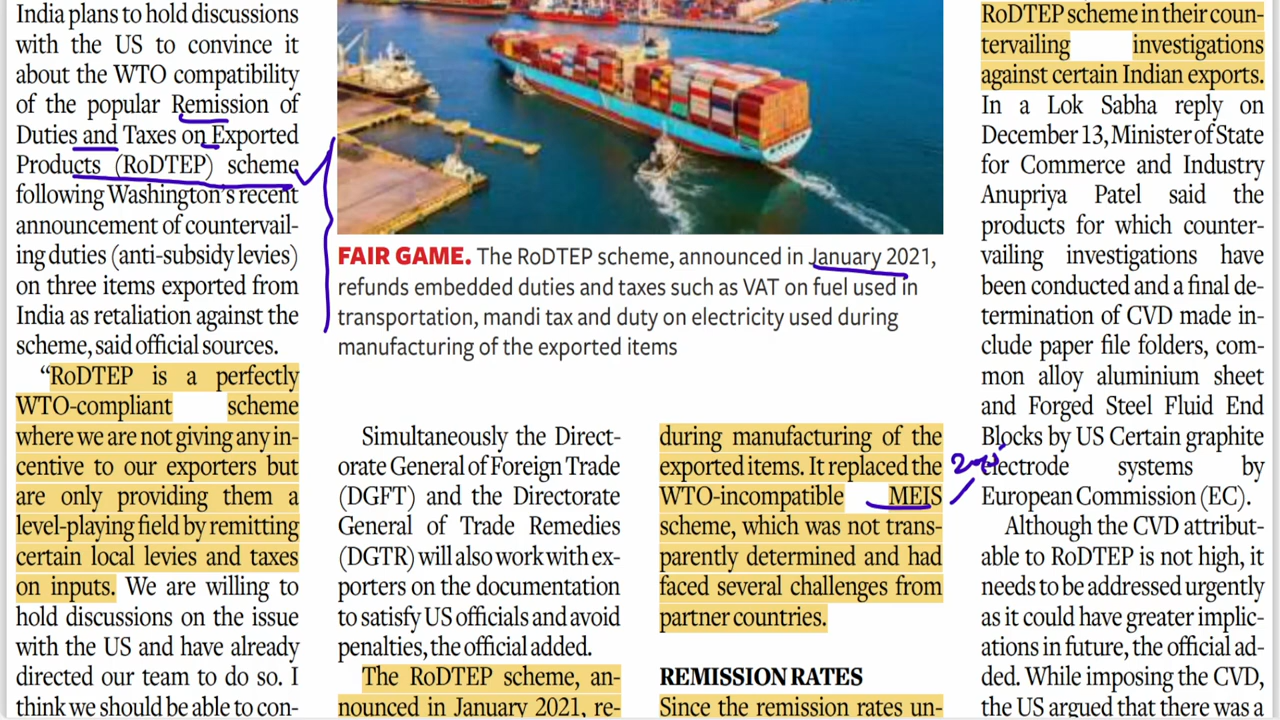 India plans to hold discussions
with the US to convince it
about the WTO compatibility
of the popular Remission of
Duties and Taxes on Exported
Products (RoDTEP) scheme
following Washington's recent
announcement of countervail-
ing duties (anti-subsidy levies)
on three items exported from
India as retaliation against the
scheme, said official sources.
“RoDTEP is a perfectly
WTO-compliant scheme
where we are not giving any in-
centive to our exporters but
are only providing them a
level-playing field by remitting
certain local levies and taxes
on inputs. We are willing to
hold discussions on the issue
with the US and have already
directed our team to do so. I
think we should be able to con-
FAIR GAME. The RoDTEP scheme, announced in January 2021,
refunds embedded duties and taxes such as VAT on fuel used in
transportation, mandi tax and duty on electricity used during
manufacturing of the exported items
Simultaneously the Direct-
orate General of Foreign Trade
(DGFT) and the Directorate
General of Trade Remedies
(DGTR) will also work with ex-
porters on the documentation
to satisfy US officials and avoid
penalties, the official added.
The RoDTEP scheme, an-
nounced in January 2021, re-
during manufacturing of the
exported items. It replaced the
WTO-incompatible MEIS
scheme, which was not trans-
parently determined and had
faced several challenges from
partner countries.
REMISSION RATES
Since the remission rates un-
RoDTEP scheme in their coun-
tervailing investigations
against certain Indian exports.
In a Lok Sabha reply on
December 13, Minister of State
for Commerce and Industry
Anupriya Patel said the
products for which counter-
vailing investigations have
been conducted and a final de-
termination of CVD made in-
clude paper file folders, com-
mon alloy aluminium sheet
and Forged Steel Fluid End
Blocks by US Certain graphite
electrode systems by
European Commission (EC).
Although the CVD attribut-
able to RoDTEP is not high, it
needs to be addressed urgently
as it could have greater implic-
ations in future, the official ad-
ded. While imposing the CVD,
the US argued that there was a